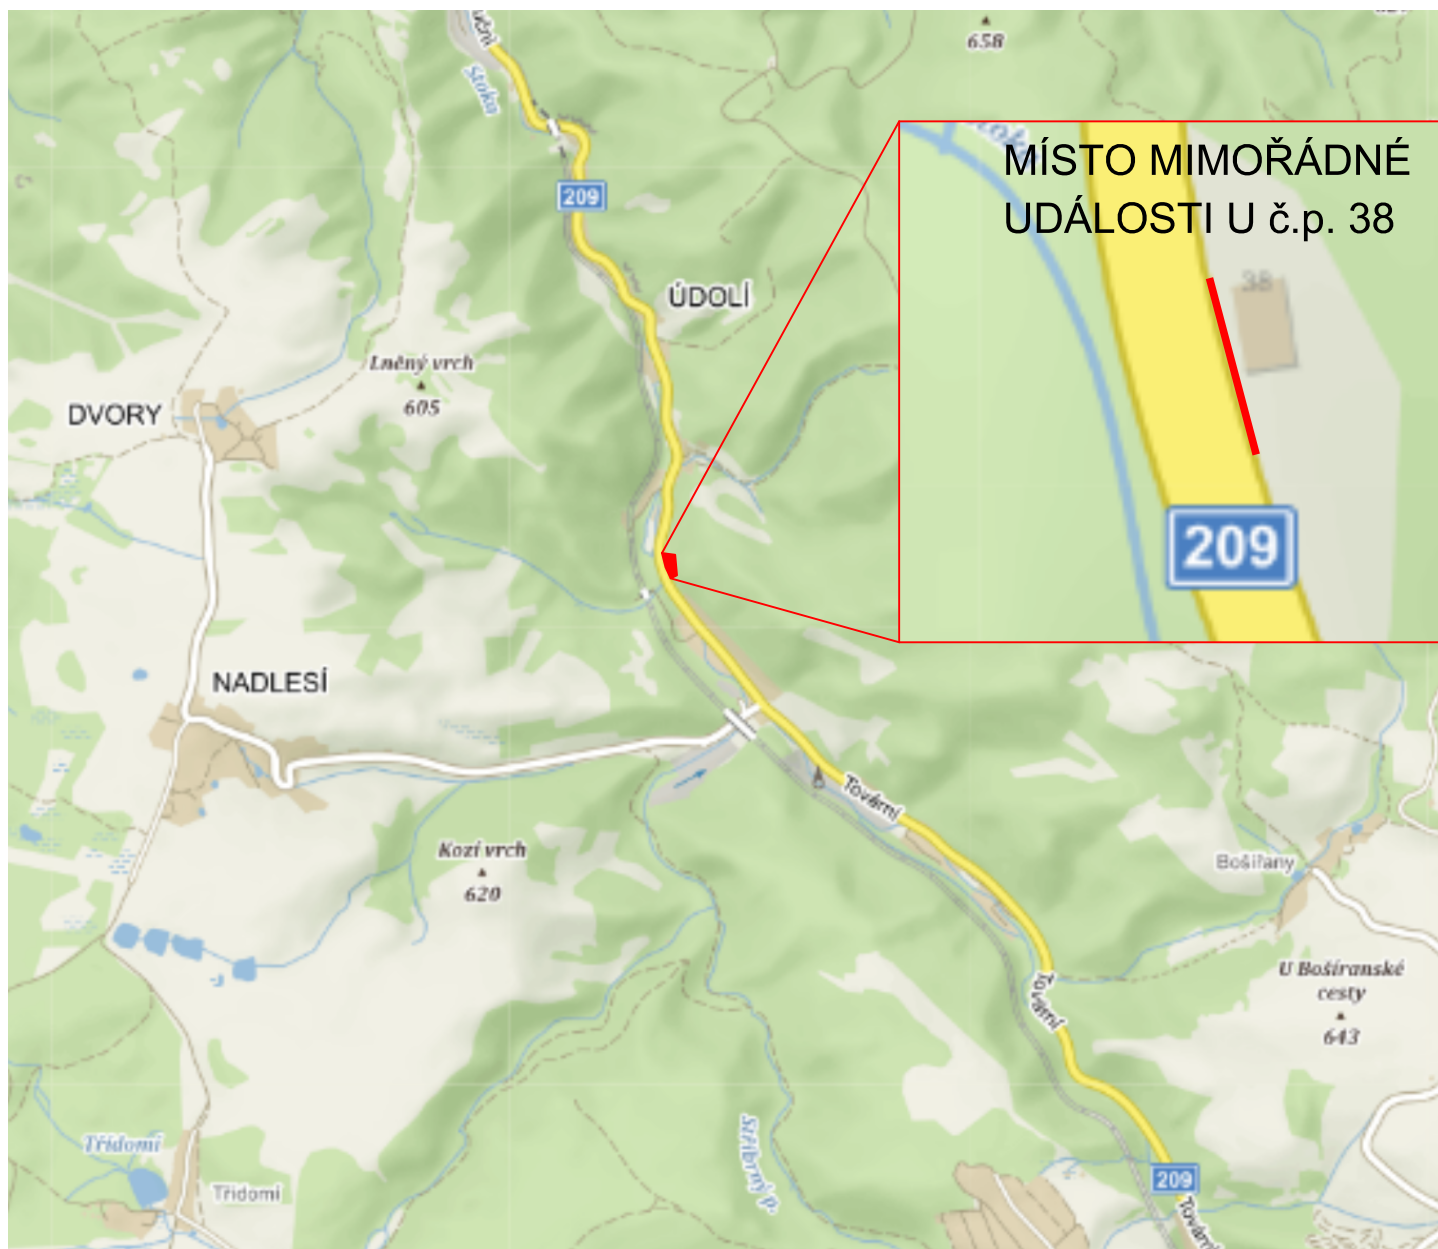 658
Stoka
209
MÍSTO MIMOŘÁDNÉ
UDÁLOSTI U č.p. 38
38
209
ÚDOLÍ
Lněný vrch
605
DVORY
NADLESÍ
Tovární
Kozí vrch
620
Bošířany
U Bošířanské
cesty
643
Tovární
Třídomí
Třídomí
Stříbrný p.
209
Tovární